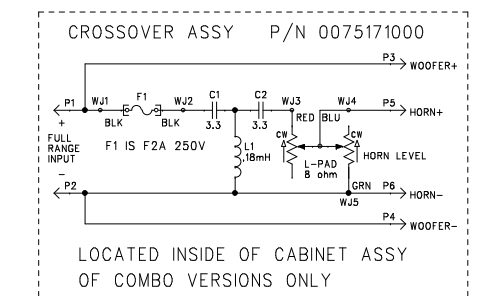 CROSSOVER ASSY P/N 0075171000
P3
WOOFER+
P1 WJ1 F1 WJ2 C1 C2 WJ3 WJ4 P5
HORN+
+ BLK BLK 3.3 3.3 RED BLU
FULL
RANGE
INPUT
F1 IS F2A 250V
L1
.18mH
CW CW
HORN LEVEL
L-PAD
8 ohm
-
P2 GRN P6
HORN-
WJ5
P4
WOOFER-
LOCATED INSIDE OF CABINET ASSY
OF COMBO VERSIONS ONLY